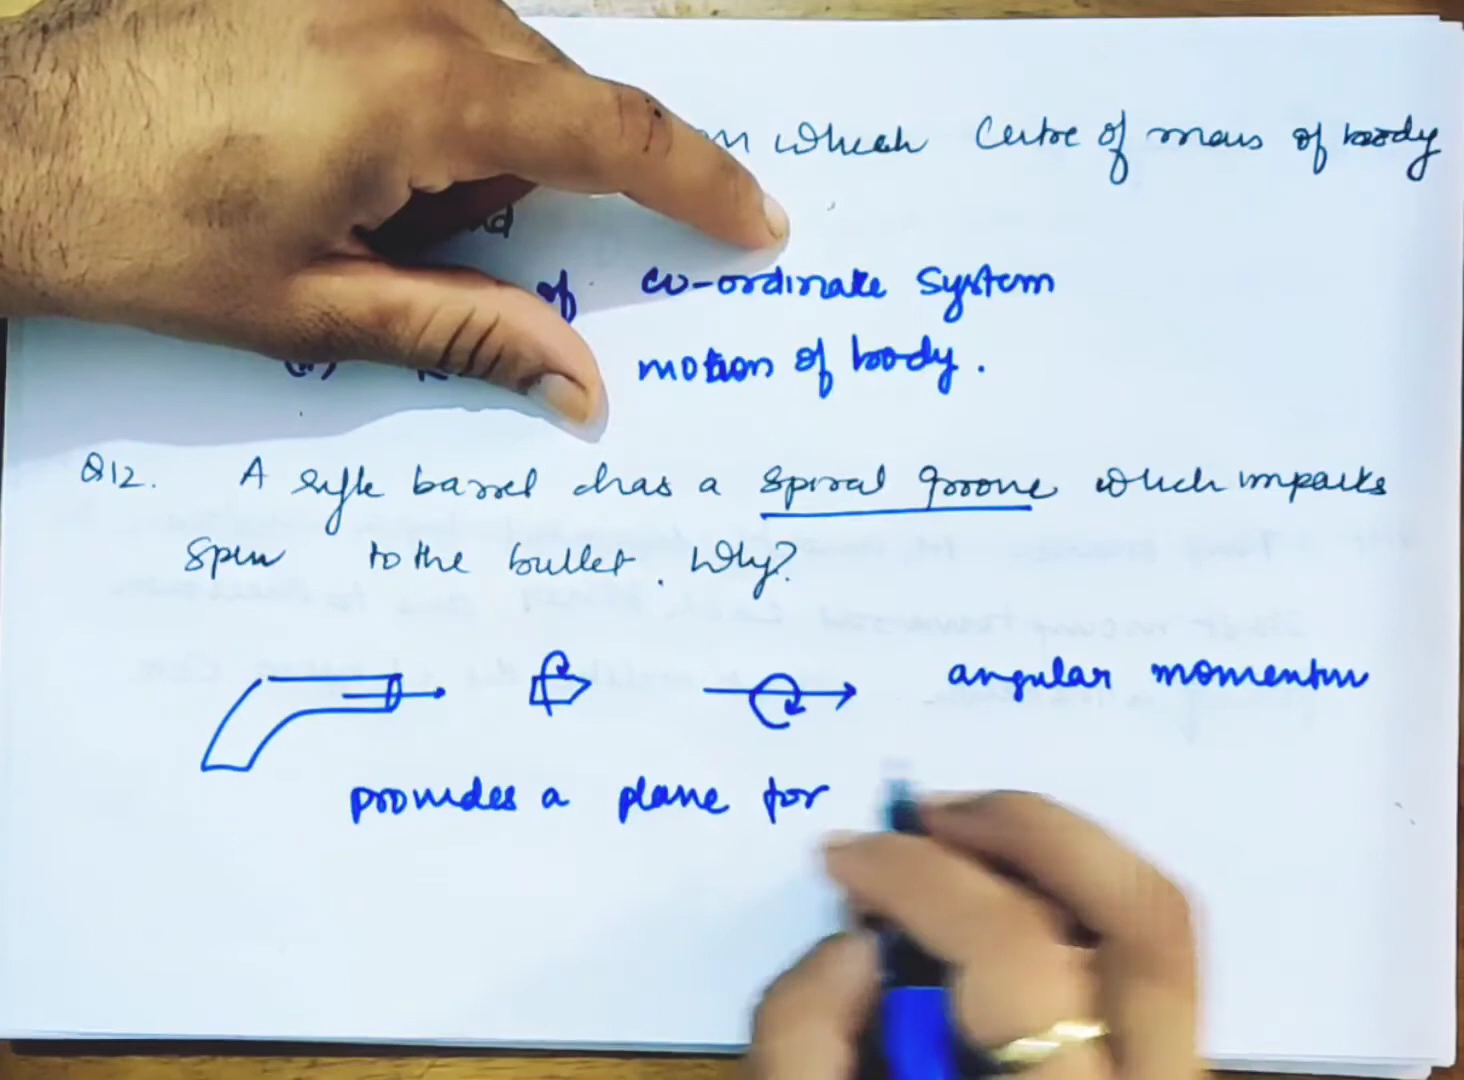 which Centre of mass of body
of co-ordinate system
motion of body.
Q12. A rifle barrel has a spiral groove which imparts
spin to the bullet. Why?
angular momentum
provides a plane for